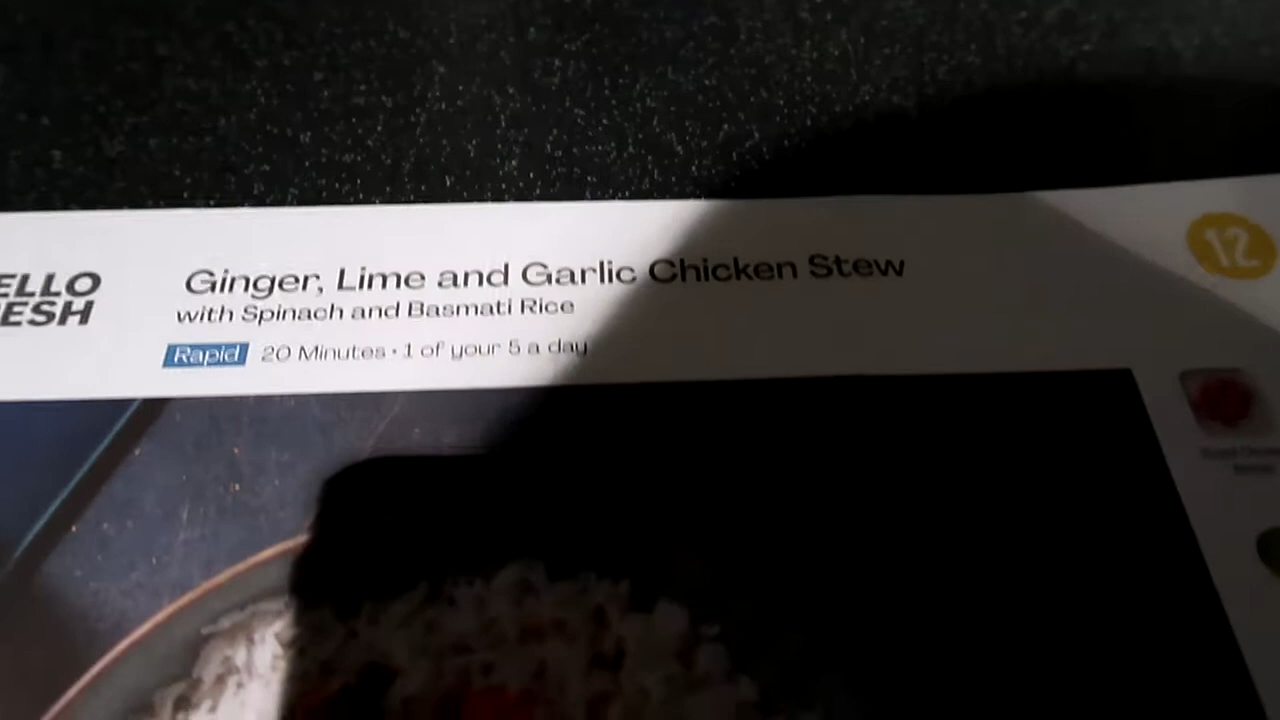 ELLO
ESH
Ginger, Lime and Garlic Chicken Stew
with Spinach and Basmati Rice
Rapid 20 Minutes • 1 of your 5 a day
12